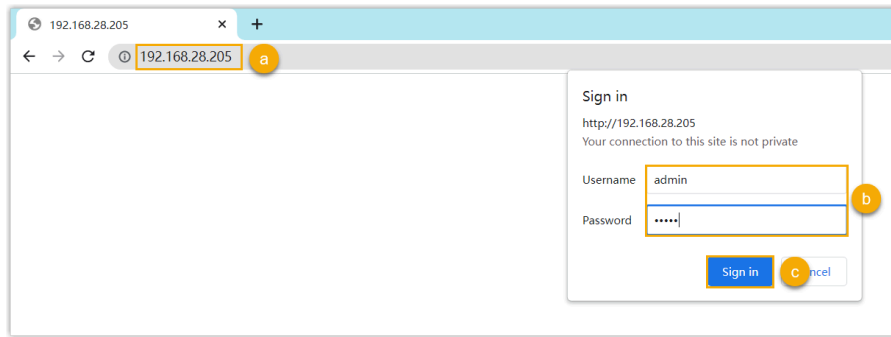 192.168.28.205 × +
192.168.28.205 a
Sign in
http://192.168.28.205
Your connection to this site is not private
Username admin
b
Password •••••
Sign in c ncel